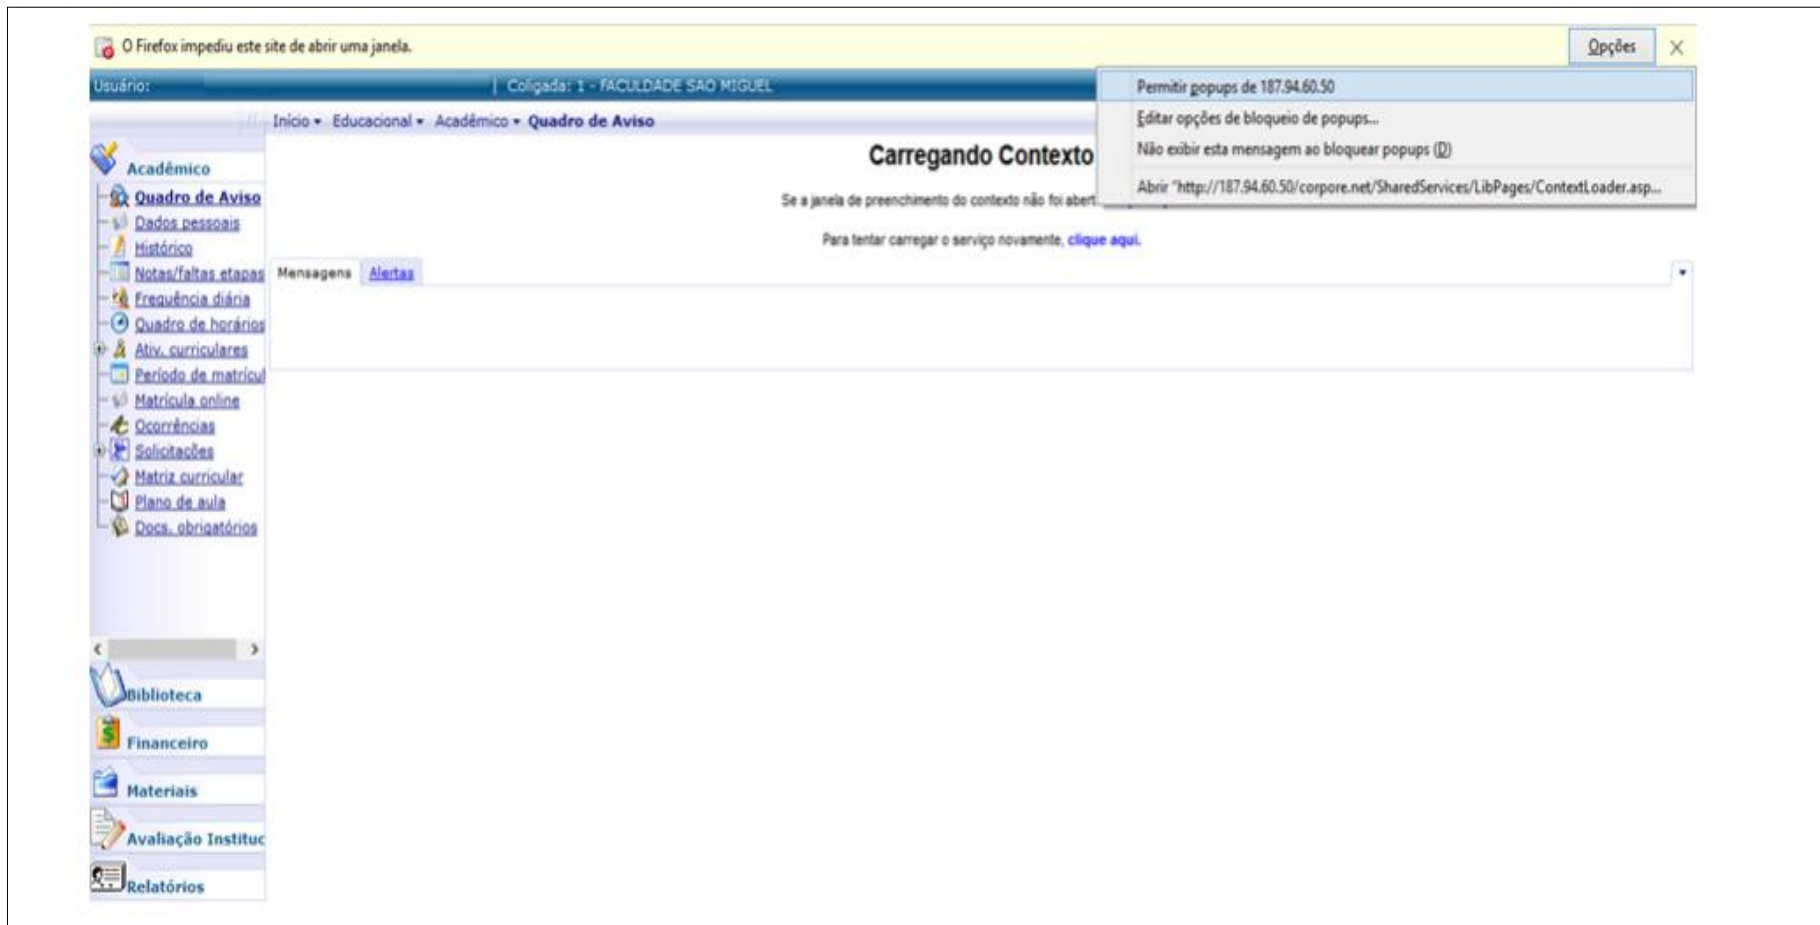 O Firefox impediu este site de abrir uma janela.
Opções
Usuário:
| Coligada: 1 - FACULDADE SAO MIGUEL
Permitir popups de 187.94.60.50
Editar opções de bloqueio de popups...
Não exibir esta mensagem ao bloquear popups (D)
Abrir "http://187.94.60.50/corpore.net/SharedServices/LibPages/ContextLoader.asp...
Início Educacional Acadêmico Quadro de Aviso
Carregando Contexto
Se a janela de preenchimento do contexto não foi abert
Para tentar carregar o serviço novamente, clique aqui.
Mensagens Alertas
Acadêmico
Quadro de Aviso
Dados pessoais
Histórico
Notas/faltas etapas
Frequência diária
Quadro de horários
Ativ. curriculares
Período de matrícul
Matrícula online
Ocorrências
Solicitações
Matriz curricular
Plano de aula
Docs. obrigatórios
Biblioteca
Financeiro
Materiais
Avaliação Instituc
Relatórios